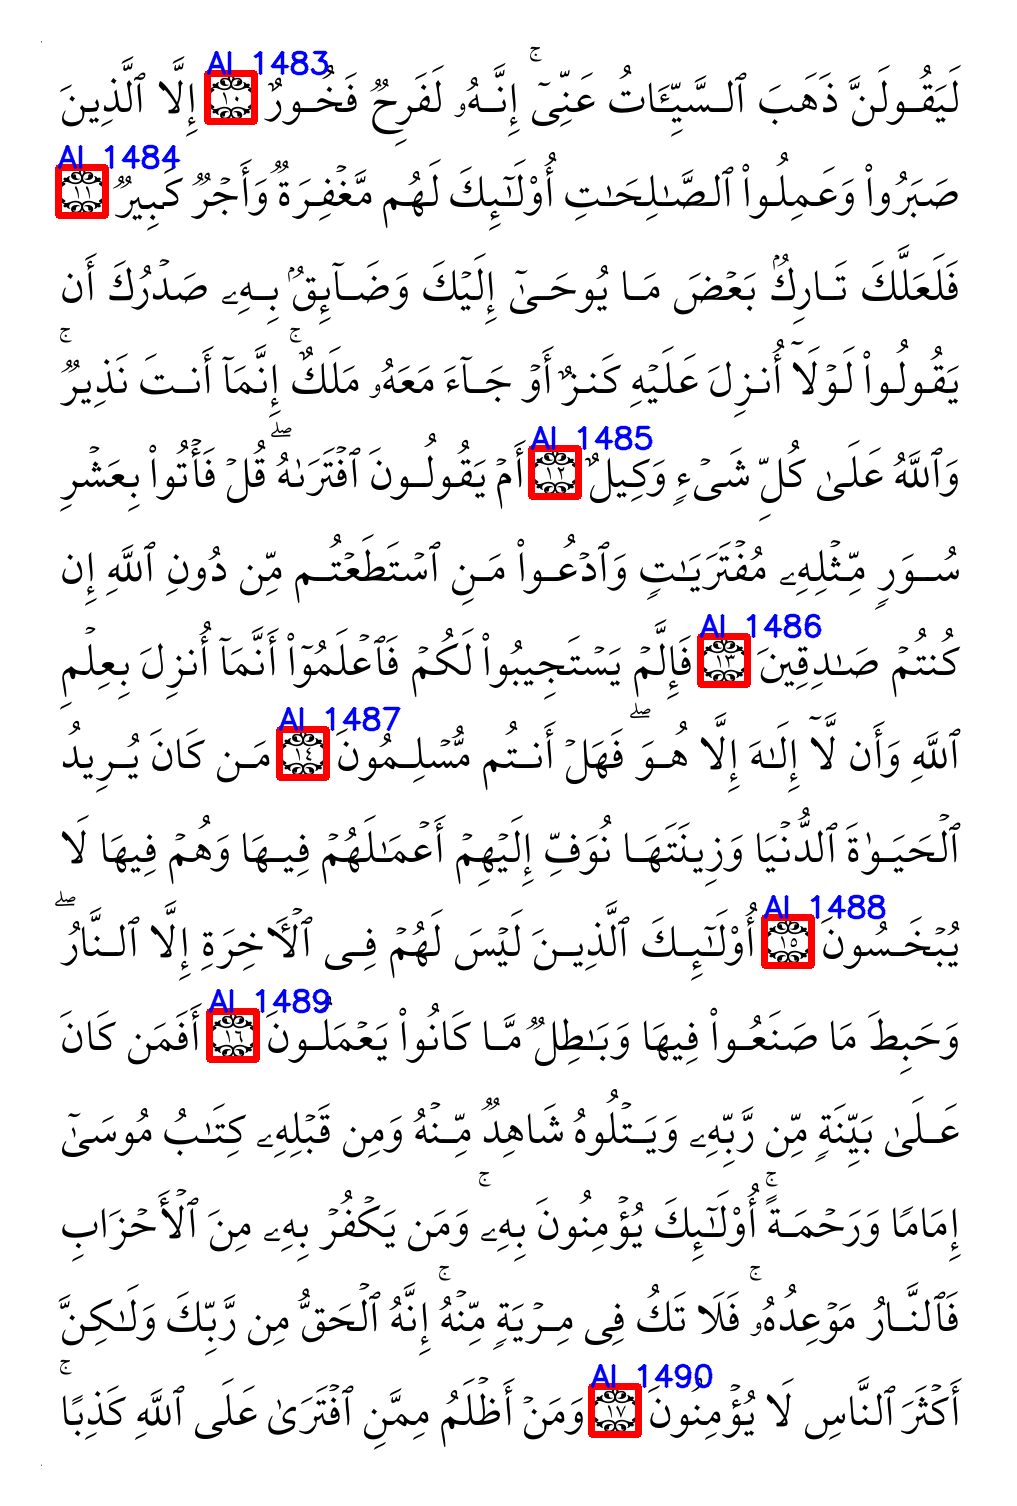 AI_1483
لَيَقُولَنَّ ذَهَبَ ٱلسَّيِّـَٔاتُ عَنِّىٓ ۚ إِنَّهُۥ لَفَرِحٌ فَخُورٌ ١٠ إِلَّا ٱلَّذِينَ
AI_1484
صَبَرُوا۟ وَعَمِلُوا۟ ٱلصَّـٰلِحَـٰتِ أُو۟لَـٰٓئِكَ لَهُم مَّغْفِرَةٌ وَأَجْرٌ كَبِيرٌ ١١
فَلَعَلَّكَ تَارِكٌۢ بَعْضَ مَا يُوحَىٰٓ إِلَيْكَ وَضَآئِقٌۢ بِهِۦ صَدْرُكَ أَن
يَقُولُوا۟ لَوْلَآ أُنزِلَ عَلَيْهِ كَنزٌ أَوْ جَآءَ مَعَهُۥ مَلَكٌ ۚ إِنَّمَآ أَنتَ نَذِيرٌ ۚ
AI_1485
وَٱللَّهُ عَلَىٰ كُلِّ شَىْءٍ وَكِيلٌ ١٢ أَمْ يَقُولُونَ ٱفْتَرَىٰهُ ۖ قُلْ فَأْتُوا۟ بِعَشْرِ
سُوَرٍ مِّثْلِهِۦ مُفْتَرَيَـٰتٍ وَٱدْعُوا۟ مَنِ ٱسْتَطَعْتُم مِّن دُونِ ٱللَّهِ إِن
AI_1486
كُنتُمْ صَـٰدِقِينَ ١٣ فَإِلَّمْ يَسْتَجِيبُوا۟ لَكُمْ فَٱعْلَمُوٓا۟ أَنَّمَآ أُنزِلَ بِعِلْمِ
AI_1487
ٱللَّهِ وَأَن لَّآ إِلَـٰهَ إِلَّا هُوَ ۖ فَهَلْ أَنتُم مُّسْلِمُونَ ١٤ مَن كَانَ يُرِيدُ
ٱلْحَيَوٰةَ ٱلدُّنْيَا وَزِينَتَهَا نُوَفِّ إِلَيْهِمْ أَعْمَـٰلَهُمْ فِيهَا وَهُمْ فِيهَا لَا
AI_1488
يُبْخَسُونَ ١٥ أُو۟لَـٰٓئِكَ ٱلَّذِينَ لَيْسَ لَهُمْ فِى ٱلْـَٔاخِرَةِ إِلَّا ٱلنَّارُ ۖ
AI_1489
وَحَبِطَ مَا صَنَعُوا۟ فِيهَا وَبَـٰطِلٌ مَّا كَانُوا۟ يَعْمَلُونَ ١٦ أَفَمَن كَانَ
عَلَىٰ بَيِّنَةٍ مِّن رَّبِّهِۦ وَيَتْلُوهُ شَاهِدٌ مِّنْهُ وَمِن قَبْلِهِۦ كِتَـٰبُ مُوسَىٰٓ
إِمَامًا وَرَحْمَةً ۚ أُو۟لَـٰٓئِكَ يُؤْمِنُونَ بِهِۦ ۚ وَمَن يَكْفُرْ بِهِۦ مِنَ ٱلْأَحْزَابِ
فَٱلنَّارُ مَوْعِدُهُۥ ۚ فَلَا تَكُ فِى مِرْيَةٍ مِّنْهُ ۚ إِنَّهُ ٱلْحَقُّ مِن رَّبِّكَ وَلَـٰكِنَّ
AI_1490
أَكْثَرَ ٱلنَّاسِ لَا يُؤْمِنُونَ ١٧ وَمَنْ أَظْلَمُ مِمَّنِ ٱفْتَرَىٰ عَلَى ٱللَّهِ كَذِبًا ۚ